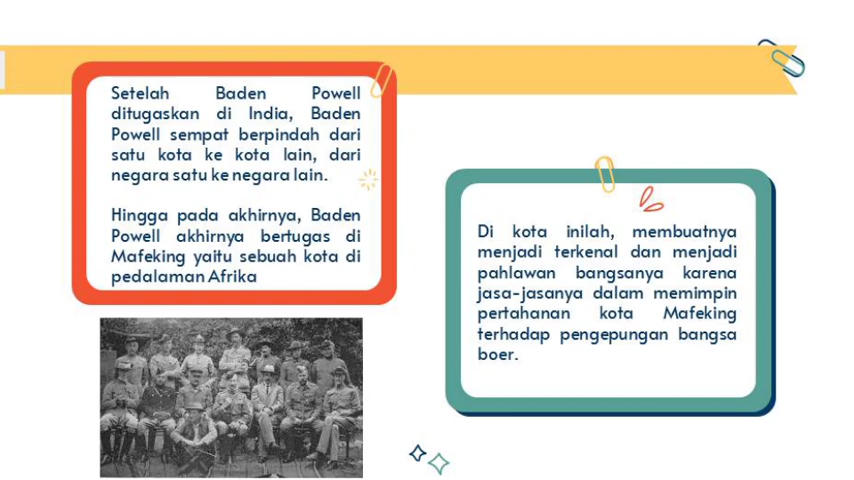 Setelah Baden Powell
ditugaskan di India, Baden
Powell sempat berpindah dari
satu kota ke kota lain, dari
negara satu ke negara lain.
Hingga pada akhirnya, Baden
Powell akhirnya bertugas di
Mafeking yaitu sebuah kota di
pedalaman Afrika
Di kota inilah, membuatnya
menjadi terkenal dan menjadi
pahlawan bangsanya karena
jasa-jasanya dalam memimpin
pertahanan kota Mafeking
terhadap pengepungan bangsa
boer.